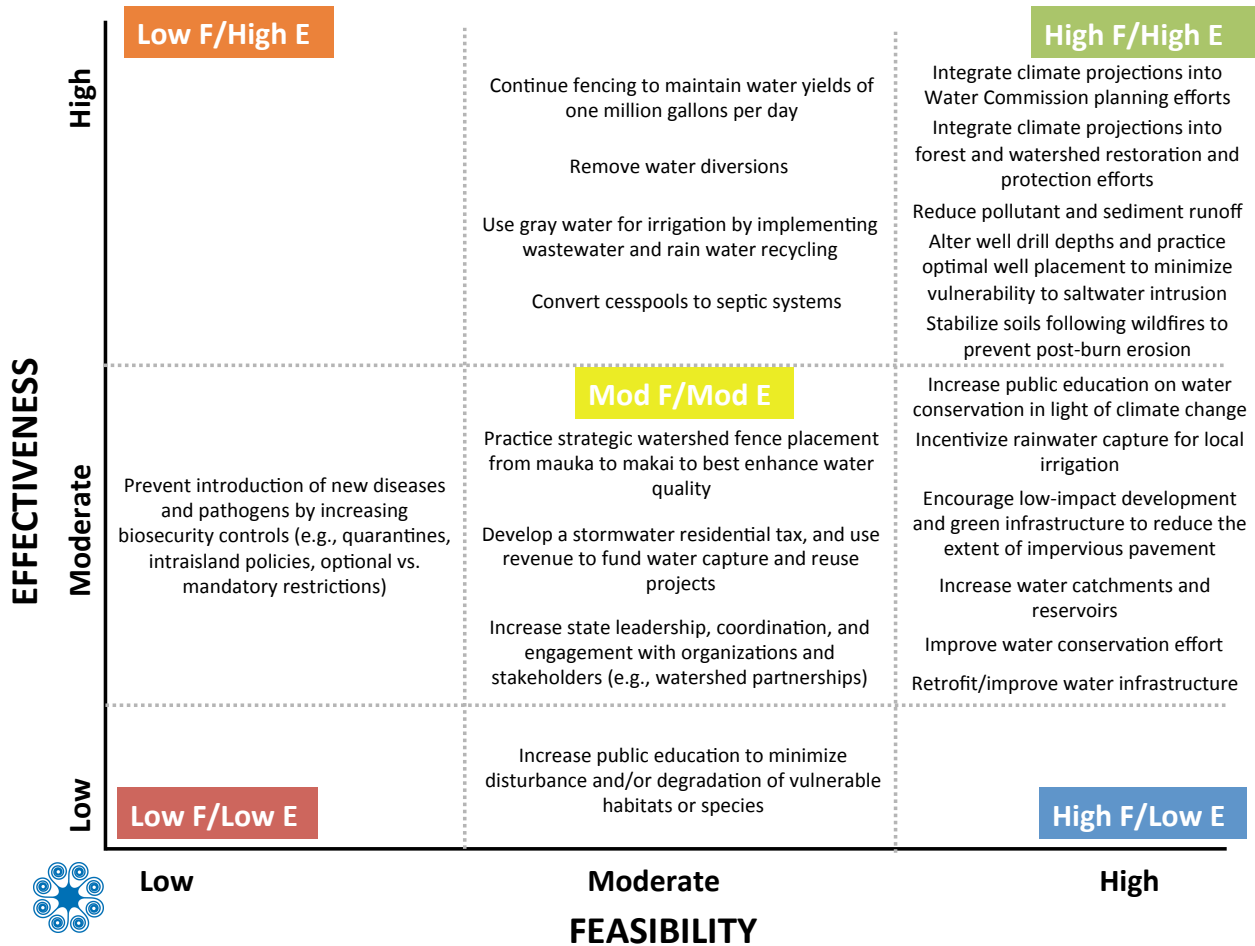 Low F/High E
High F/High E
High
Continue fencing to maintain water yields of
one million gallons per day
Remove water diversions
Use gray water for irrigation by implementing
wastewater and rain water recycling
Convert cesspools to septic systems
Integrate climate projections into
Water Commission planning efforts
Integrate climate projections into
forest and watershed restoration and
protection efforts
Reduce pollutant and sediment runoff
Alter well drill depths and practice
optimal well placement to minimize
vulnerability to saltwater intrusion
Stabilize soils following wildfires to
prevent post-burn erosion
EFFECTIVENESS
Moderate
Prevent introduction of new diseases
and pathogens by increasing
biosecurity controls (e.g., quarantines,
intraisland policies, optional vs.
mandatory restrictions)
Mod F/Mod E
Practice strategic watershed fence placement
from mauka to makai to best enhance water
quality
Develop a stormwater residential tax, and use
revenue to fund water capture and reuse
projects
Increase state leadership, coordination, and
engagement with organizations and
stakeholders (e.g., watershed partnerships)
Increase public education on water
conservation in light of climate change
Incentivize rainwater capture for local
irrigation
Encourage low-impact development
and green infrastructure to reduce the
extent of impervious pavement
Increase water catchments and
reservoirs
Improve water conservation effort
Retrofit/improve water infrastructure
Low
Low F/Low E
Increase public education to minimize
disturbance and/or degradation of vulnerable
habitats or species
High F/Low E
Low
Moderate
High
FEASIBILITY